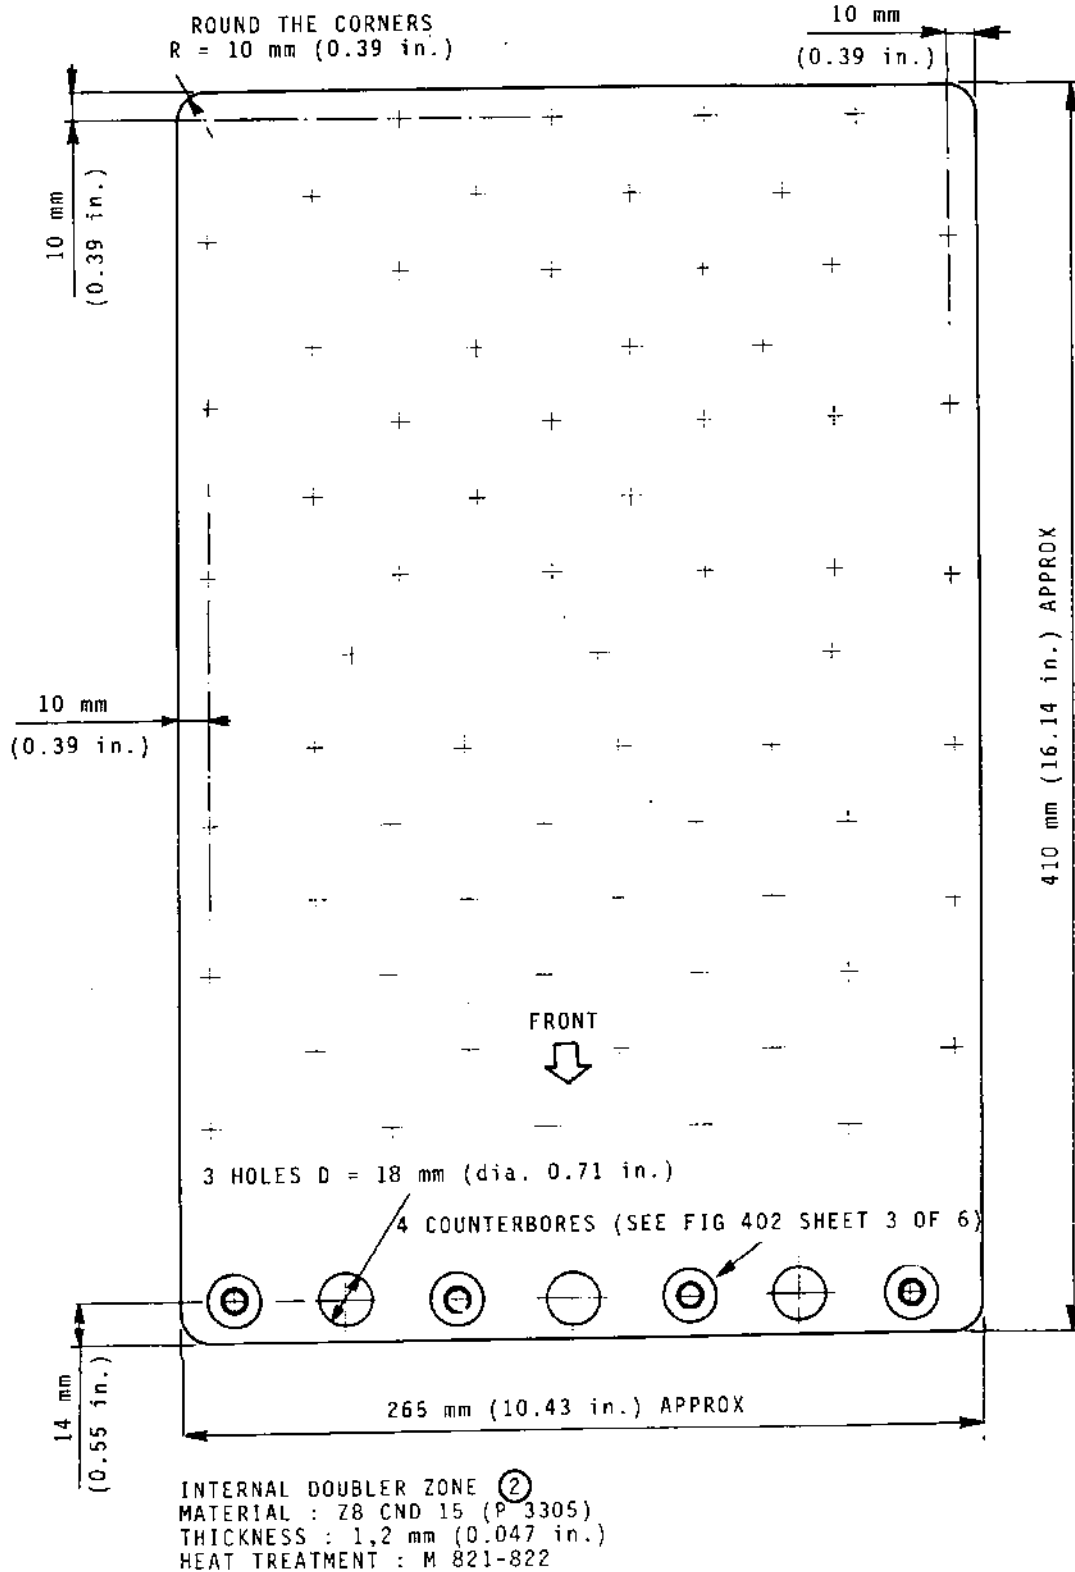 ROUND THE CORNERS
R = 10 mm (0.39 in.)
10 mm
(0.39 in.)
10 mm
(0.39 in.)
10 mm
(0.39 in.)
410 mm (16.14 in.) APPROX
FRONT
3 HOLES D = 18 mm (dia. 0.71 in.)
4 COUNTERBORES (SEE FIG 402 SHEET 3 OF 6)
14 mm
(0.55 in.)
265 mm (10.43 in.) APPROX
INTERNAL DOUBLER ZONE 2
MATERIAL : Z8 CND 15 (P 3305)
THICKNESS : 1,2 mm (0.047 in.)
HEAT TREATMENT : M 821-822